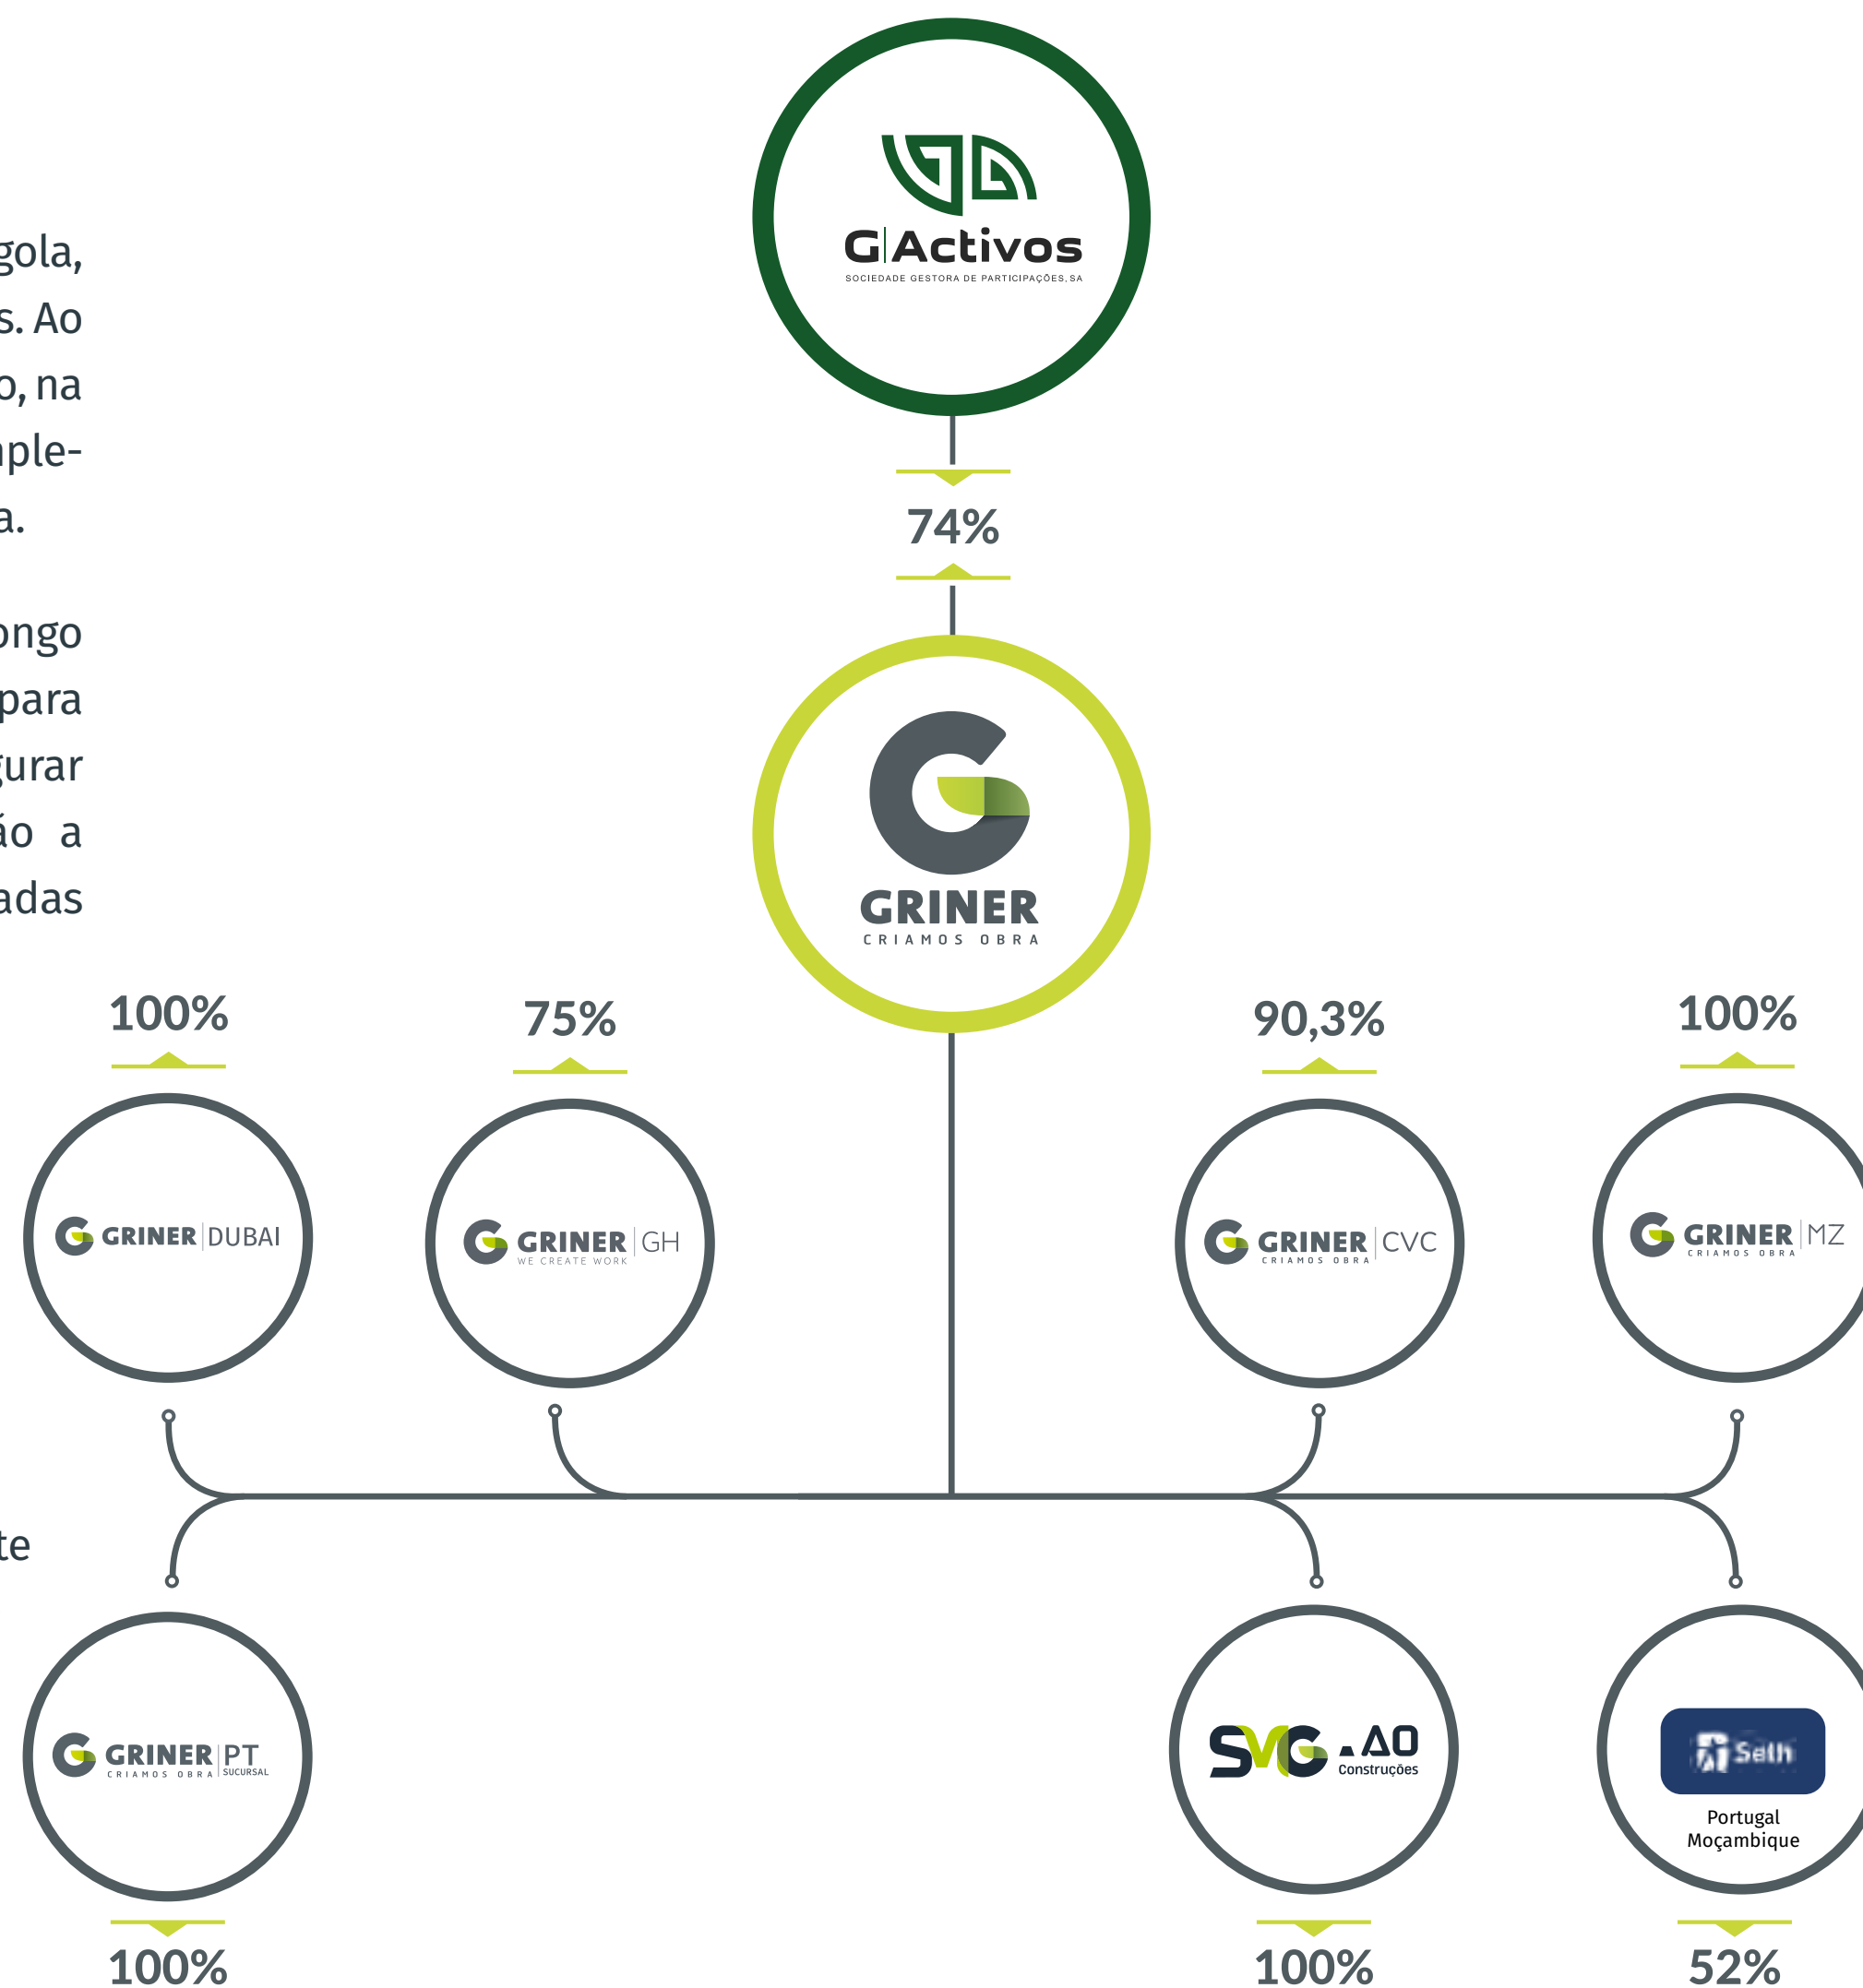 gola,
s. Ao
o, na
ple-
a.
ongo
para
gurar
ão a
adas
G|Activos
SOCIEDADE GESTORA DE PARTICIPAÇÕES, SA
74%
GRINER
CRIAMOS OBRA
100%
75%
90,3%
100%
GRINER|DUBAI
GRINER|GH
WE CREATE WORK
GRINER|CVC
CRIAMOS OBRA
GRINER|MZ
CRIAMOS OBRA
te
GRINER|PT
CRIAMOS OBRA SUCURSAL
SVG.AO
Construções
Seth
Portugal
Moçambique
100%
100%
52%